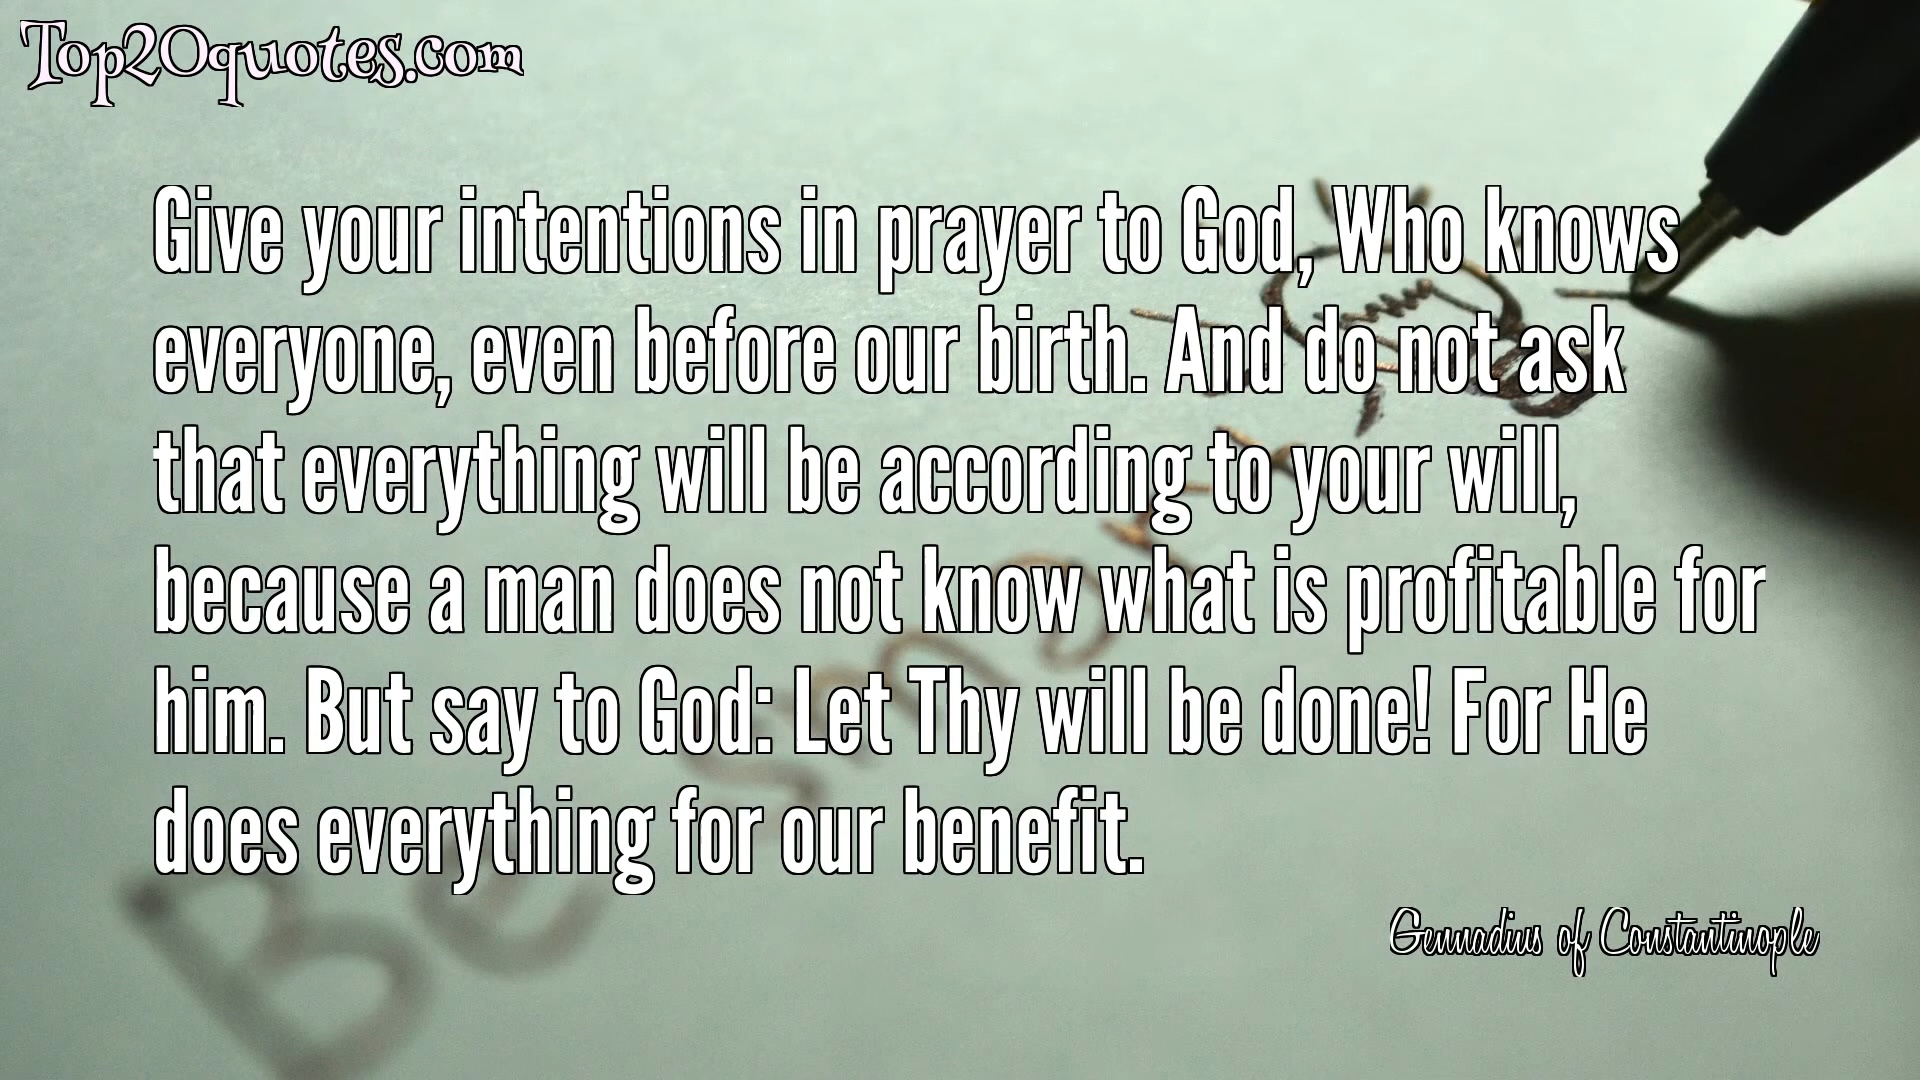 Top20quotes.com
Give your intentions in prayer to God, Who knows
everyone, even before our birth. And do not ask
that everything will be according to your will,
because a man does not know what is profitable for
him. But say to God: Let Thy will be done! For He
does everything for our benefit.
Gennadius of Constantinople
Be smart